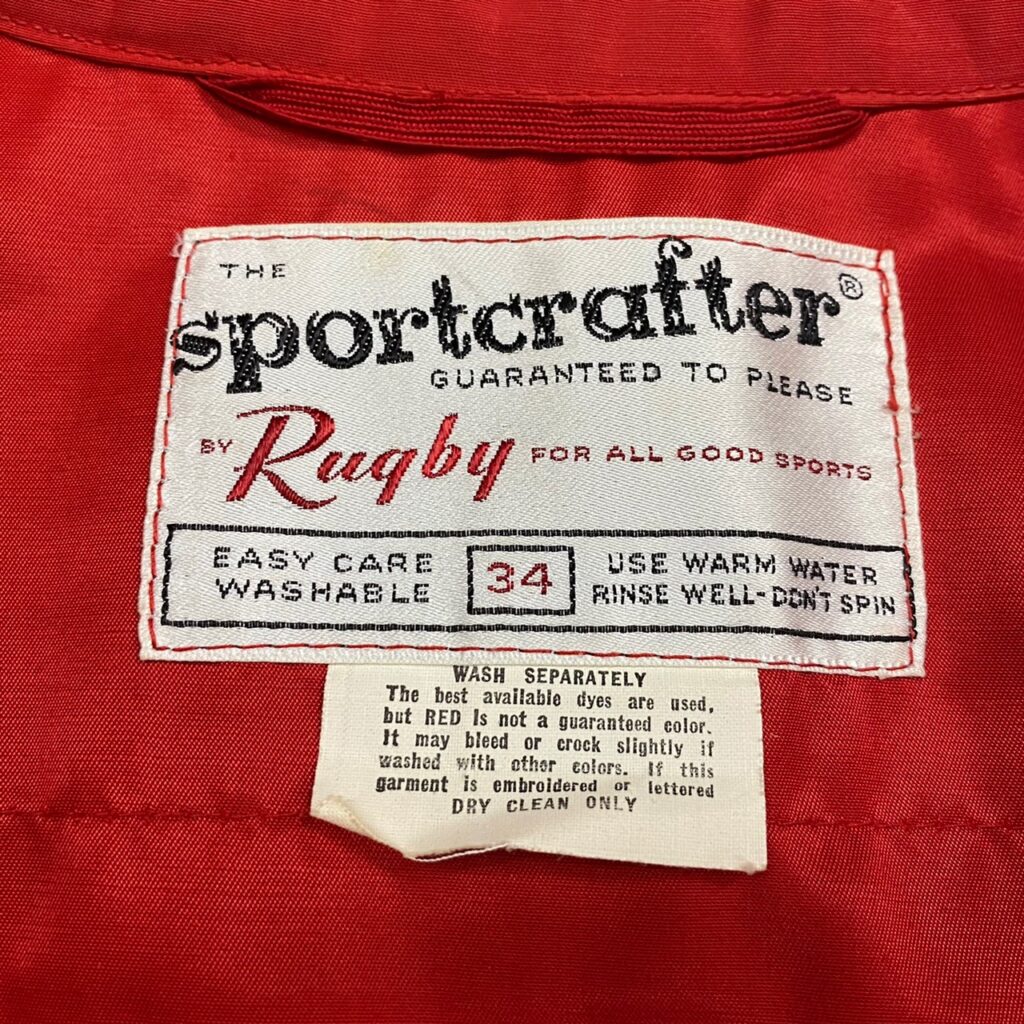 THE
sportcrafter®
GUARANTEED TO PLEASE
BY Rugby FOR ALL GOOD SPORTS
EASY CARE
WASHABLE
34
USE WARM WATER
RINSE WELL-DON'T SPIN
WASH SEPARATELY
The best available dyes are used,
but RED Is not a guaranteed color.
It may bleed or crock slightly if
washed with other colors. If this
garment is embroidered or lettered
DRY CLEAN ONLY